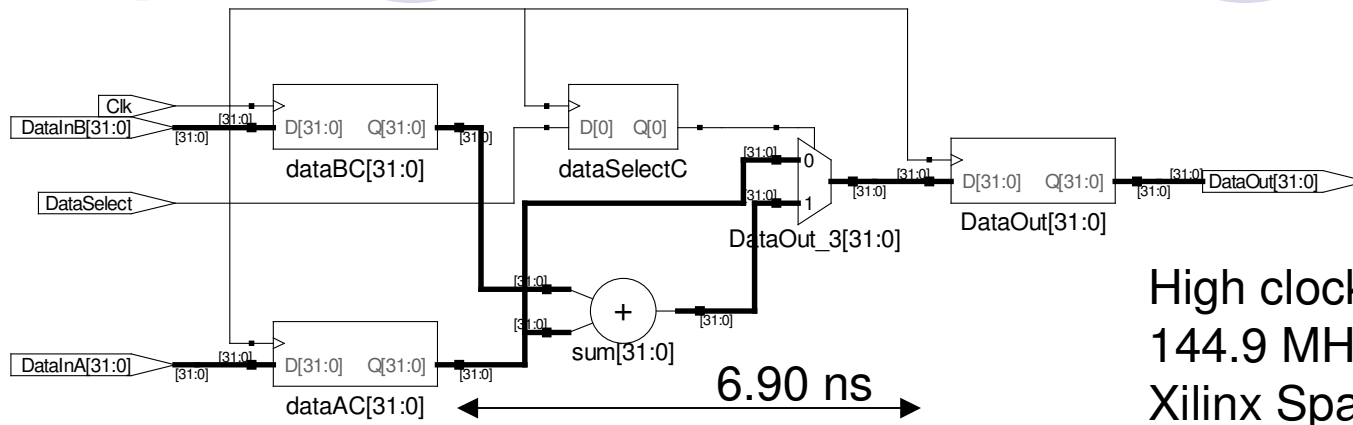 Clk
DataInB[31:0]
[31:0]
[31:0]
D[31:0] Q[31:0]
[31:0]
dataBC[31:0]
D[0] Q[0]
dataSelectC
DataSelect
[31:0]
0
[31:0]
1
[31:0]
DataOut_3[31:0]
[31:0]
D[31:0] Q[31:0]
[31:0]
[31:0]
DataOut[31:0]
DataOut[31:0]
[31:0]
[31:0]
+
[31:0]
sum[31:0]
DataInA[31:0]
[31:0]
[31:0]
D[31:0] Q[31:0]
[31:0]
dataAC[31:0]
6.90 ns
High clock
144.9 MH
Xilinx Spa